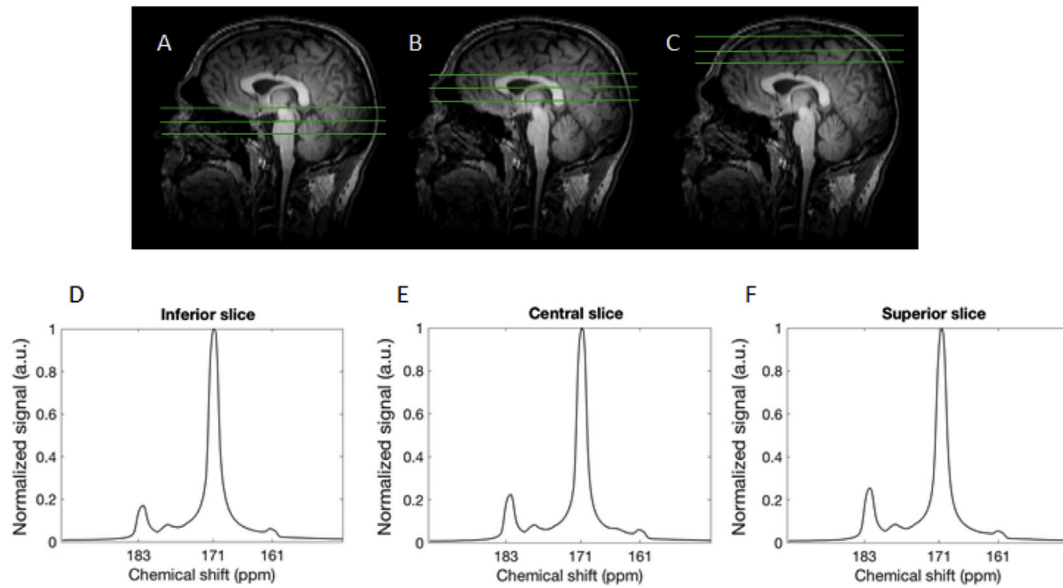 A B C
D E F
Inferior slice Central slice Superior slice
1 1 1
0.8 0.8 0.8
0.6 0.6 0.6
0.4 0.4 0.4
0.2 0.2 0.2
0 0 0
Normalized signal (a.u.) Normalized signal (a.u.) Normalized signal (a.u.)
183 171 161 183 171 161 183 171 161
Chemical shift (ppm) Chemical shift (ppm) Chemical shift (ppm)